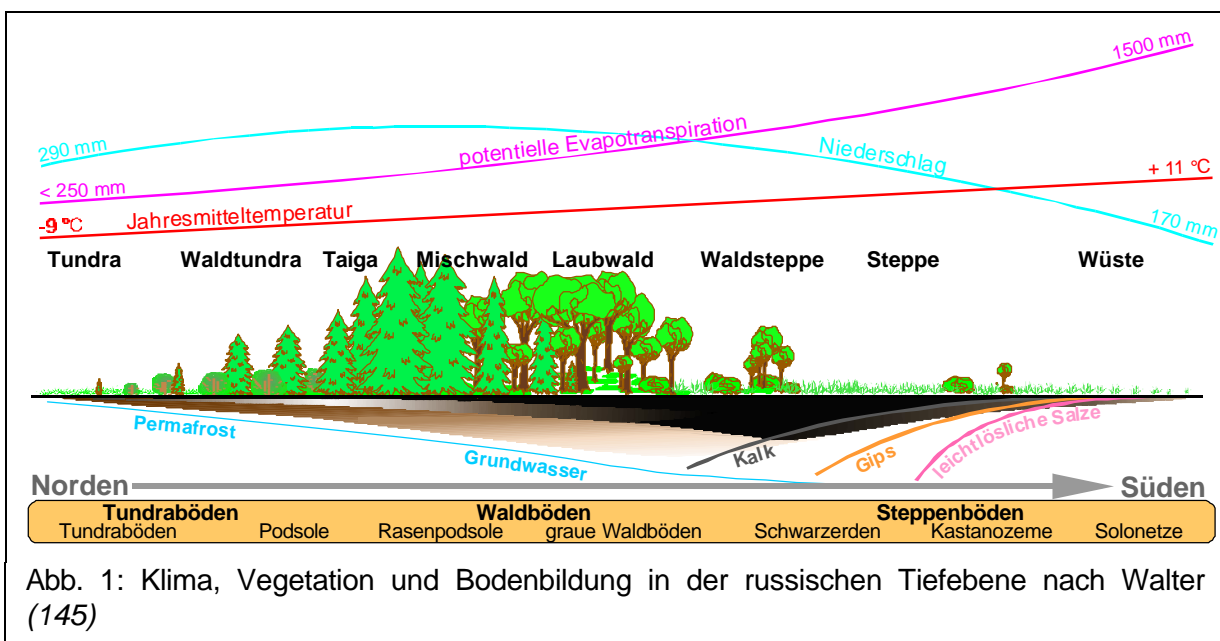 1500 mm
290 mm
potentielle Evapotranspiration
Niederschlag
< 250 mm
+ 11 °C
-9 °C
Jahresmitteltemperatur
170 mm
Tundra Waldtundra Taiga Mischwald Laubwald Waldsteppe Steppe Wüste
Permafrost
Grundwasser
Kalk
Gips
leichtlösliche Salze
Norden Süden
Tundraböden Waldböden Steppenböden
Tundraböden Podsole Rasenpodsole graue Waldböden Schwarzerden Kastanozeme Solonetze
Abb. 1: Klima, Vegetation und Bodenbildung in der russischen Tiefebene nach Walter
(145)